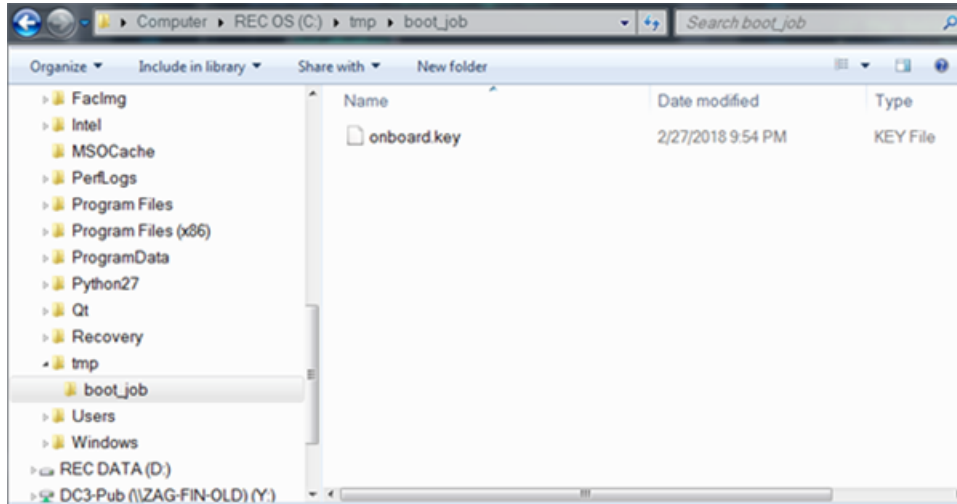 Computer ▸ REC OS (C:) ▸ tmp ▸ boot_job Search boot_job
Organize Include in library Share with New folder
FacImg
Intel
MSOCache
PerfLogs
Program Files
Program Files (x86)
ProgramData
Python27
Qt
Recovery
tmp
boot_job
Users
Windows
REC DATA (D:)
DC3-Pub (\\ZAG-FIN-OLD) (Y:)
Name Date modified Type
onboard.key 2/27/2018 9:54 PM KEY File